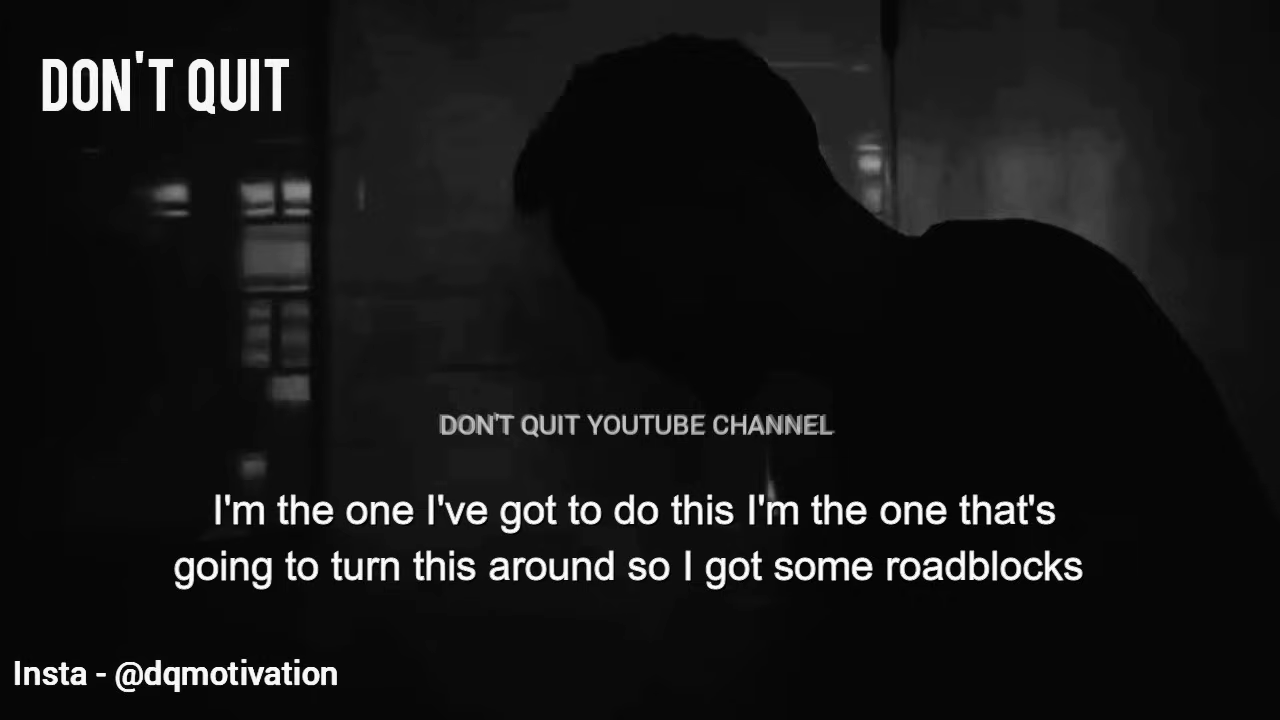 DON'T QUIT
DON'T QUIT YOUTUBE CHANNEL
I'm the one I've got to do this I'm the one that's
going to turn this around so I got some roadblocks
Insta - @dqmotivation